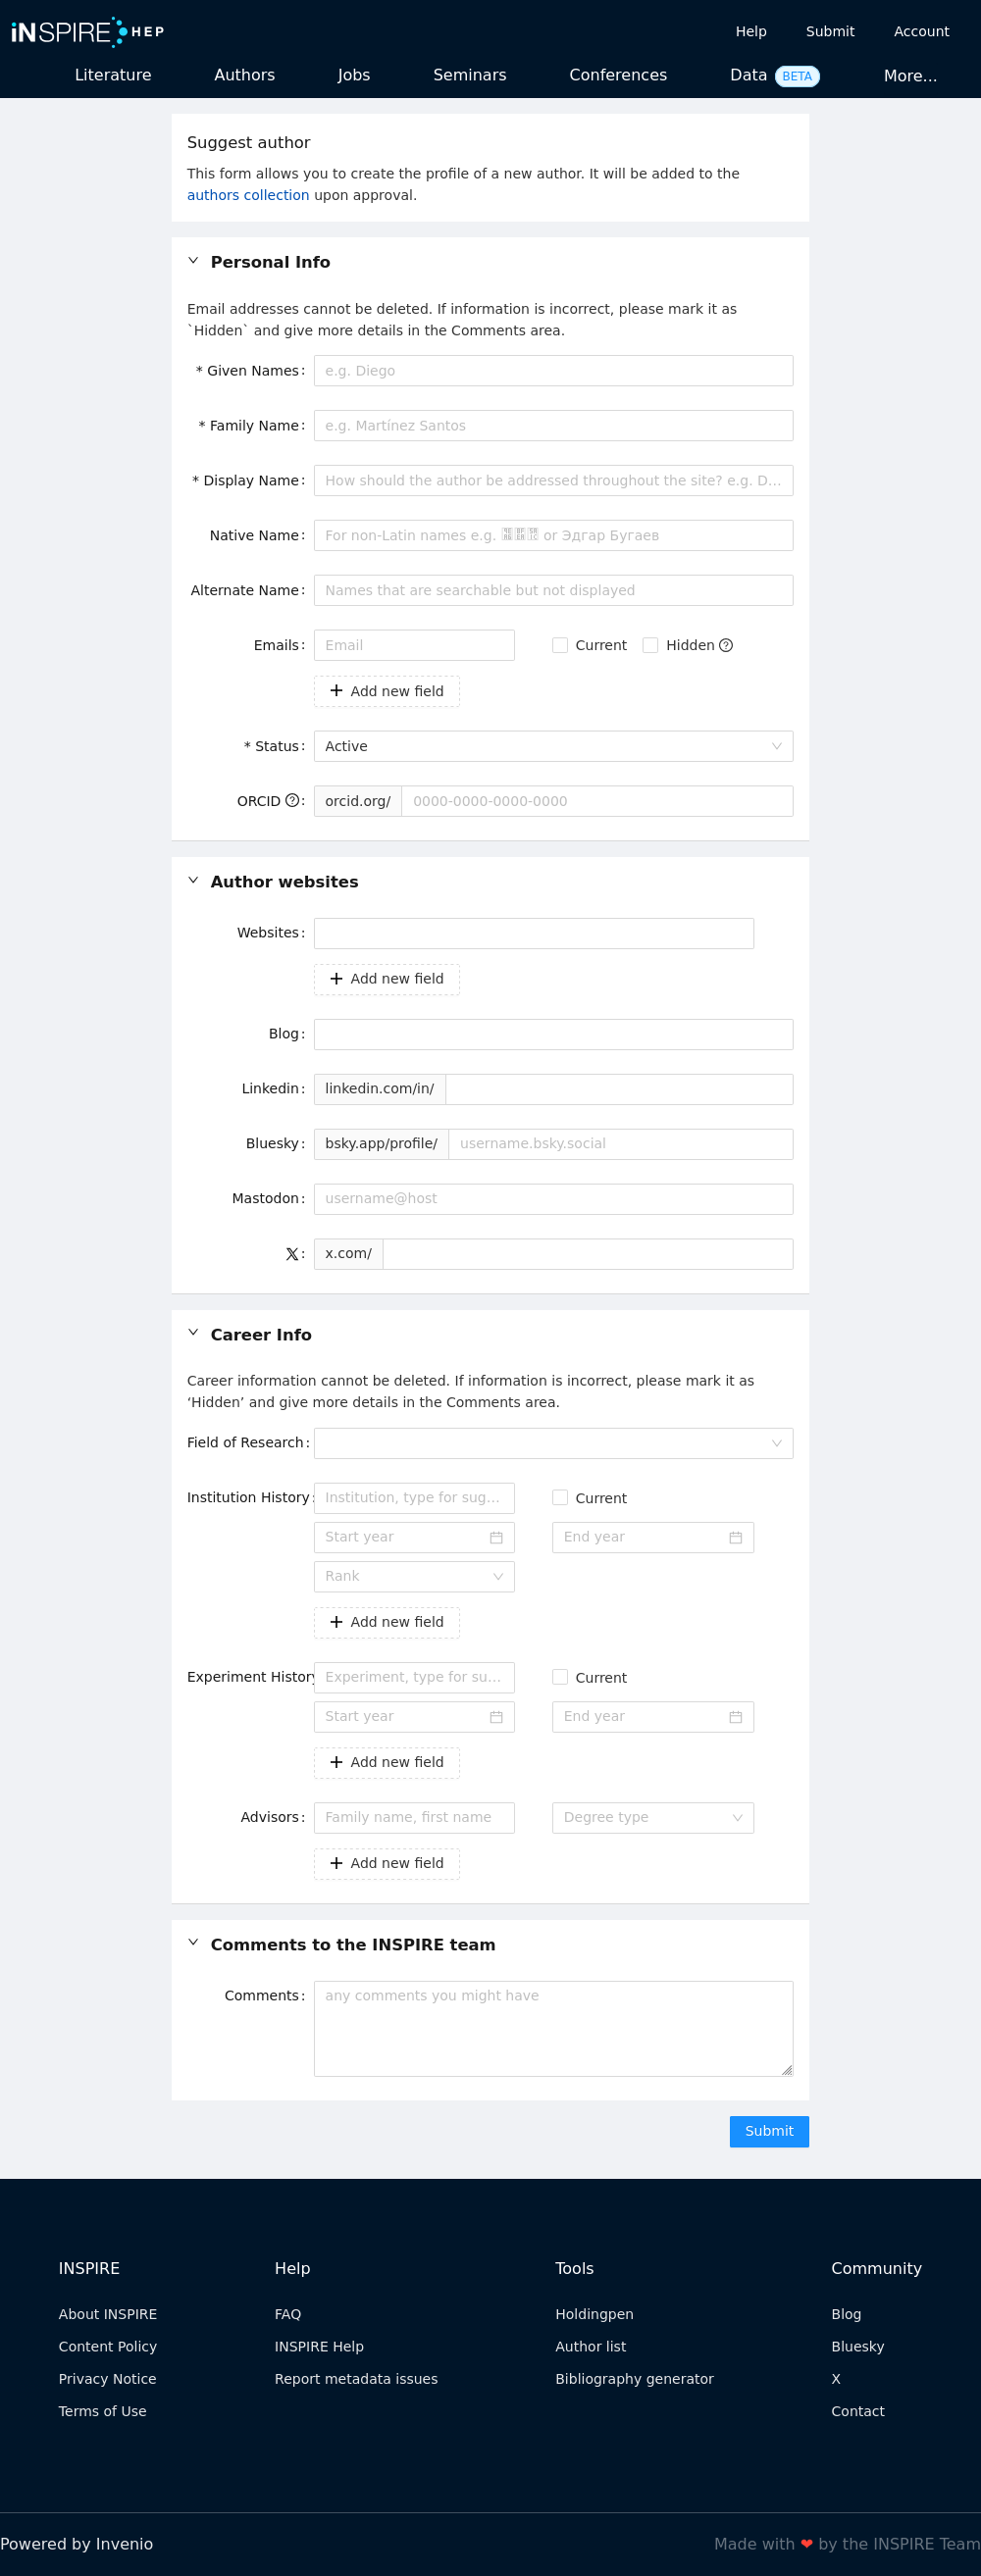 iNSPIRE HEP
Help Submit Account
Literature Authors Jobs Seminars Conferences Data BETA More...
Suggest author
This form allows you to create the profile of a new author. It will be added to the
authors collection upon approval.
Personal Info
Email addresses cannot be deleted. If information is incorrect, please mark it as
`Hidden` and give more details in the Comments area.
* Given Names: e.g. Diego
* Family Name: e.g. Martínez Santos
* Display Name: How should the author be addressed throughout the site? e.g. D...
Native Name: For non-Latin names e.g. or Эдгар Бугаев
Alternate Name: Names that are searchable but not displayed
Emails: Email Current Hidden
Add new field
* Status: Active
ORCID : orcid.org/ 0000-0000-0000-0000
Author websites
Websites:
Add new field
Blog:
Linkedin: linkedin.com/in/
Bluesky: bsky.app/profile/ username.bsky.social
Mastodon: username@host
X: x.com/
Career Info
Career information cannot be deleted. If information is incorrect, please mark it as
‘Hidden’ and give more details in the Comments area.
Field of Research:
Institution History: Institution, type for sug... Current
Start year End year
Rank
Add new field
Experiment History Experiment, type for su... Current
Start year End year
Add new field
Advisors: Family name, first name Degree type
Add new field
Comments to the INSPIRE team
Comments: any comments you might have
Submit
INSPIRE Help Tools Community
About INSPIRE FAQ Holdingpen Blog
Content Policy INSPIRE Help Author list Bluesky
Privacy Notice Report metadata issues Bibliography generator X
Terms of Use Contact
Powered by Invenio Made with ❤ by the INSPIRE Team